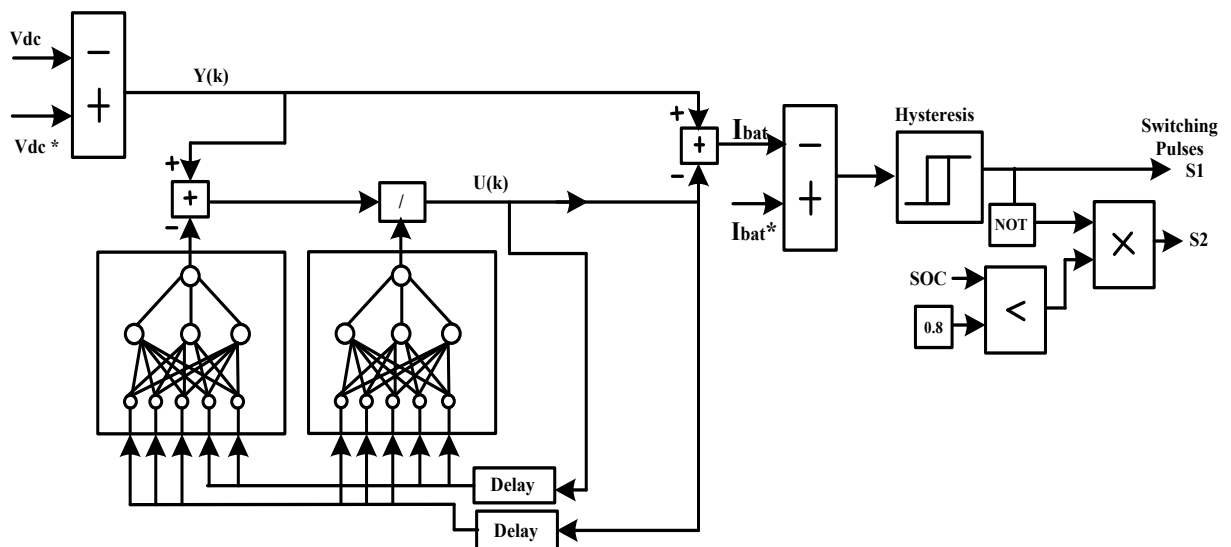 Vdc
Vdc *
−
+
Y(k)
+
+
−
/
U(k)
+
+
−
Ibat
Ibat*
−
+
Hysteresis
Switching
Pulses
S1
NOT
×
S2
SOC
0.8
<
Delay
Delay